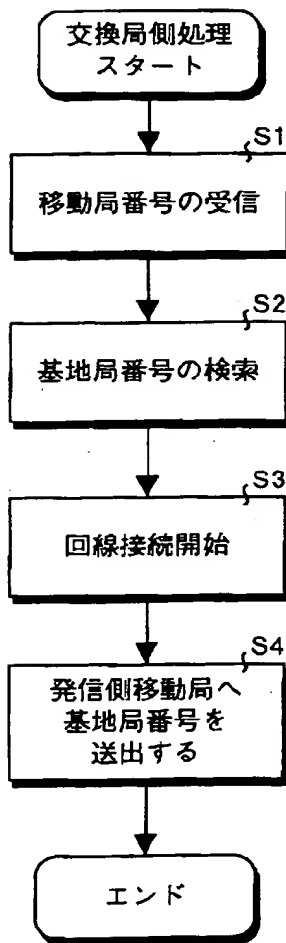 交換局側処理
スタート
S1
移動局番号の受信
S2
基地局番号の検索
S3
回線接続開始
S4
発信側移動局へ
基地局番号を
送出する
エンド